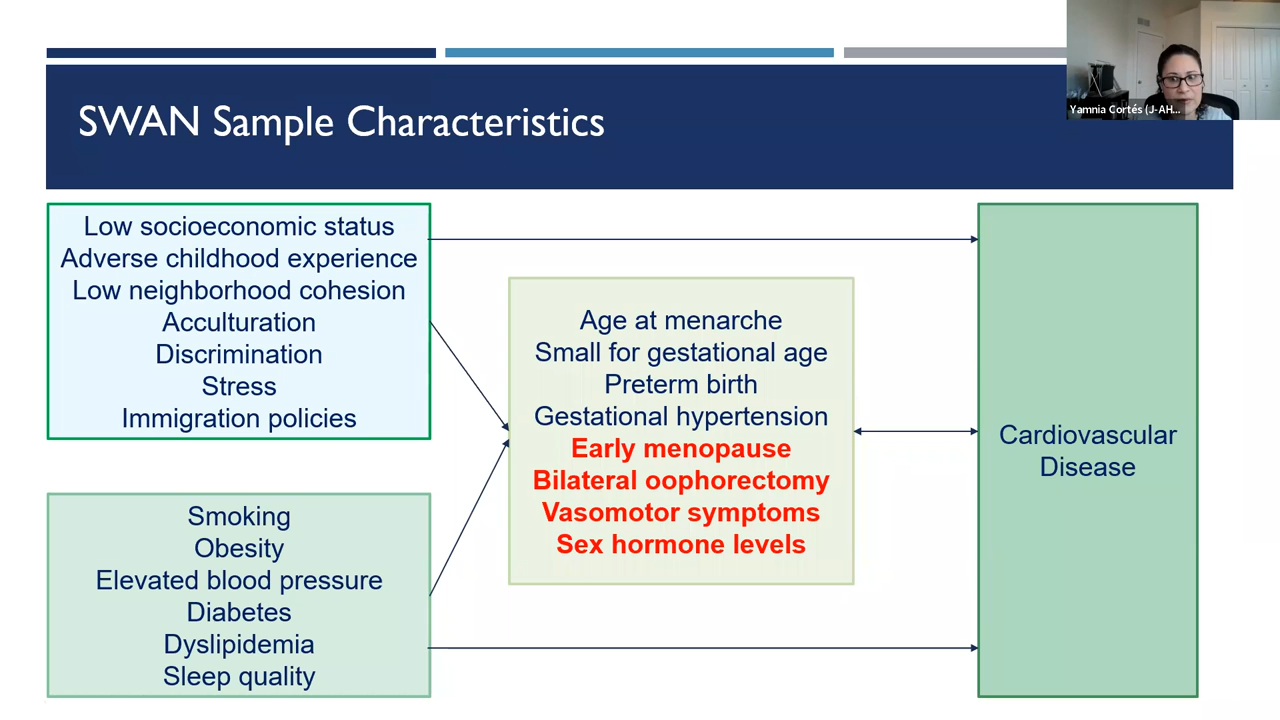 SWAN Sample Characteristics
Yamnia Cortés (J-AH...
Low socioeconomic status
Adverse childhood experience
Low neighborhood cohesion
Acculturation
Discrimination
Stress
Immigration policies
Smoking
Obesity
Elevated blood pressure
Diabetes
Dyslipidemia
Sleep quality
Age at menarche
Small for gestational age
Preterm birth
Gestational hypertension
Early menopause
Bilateral oophorectomy
Vasomotor symptoms
Sex hormone levels
Cardiovascular
Disease